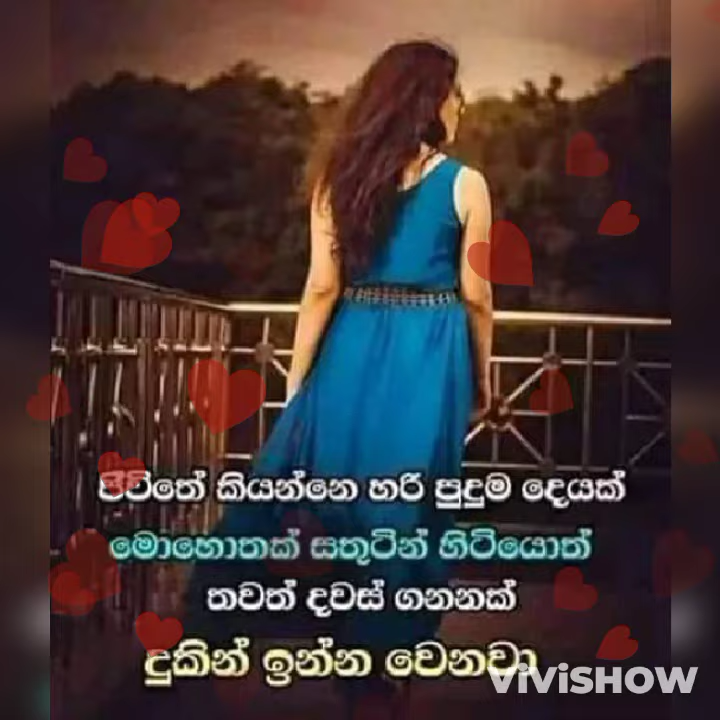 ජීවිතේ කියන්නෙ හරි පුදුම දෙයක්
මොහොතක් සතුටින් හිටියොත්
තවත් දවස් ගනනක්
දුකින් ඉන්න වෙනවා
ViViSHOW